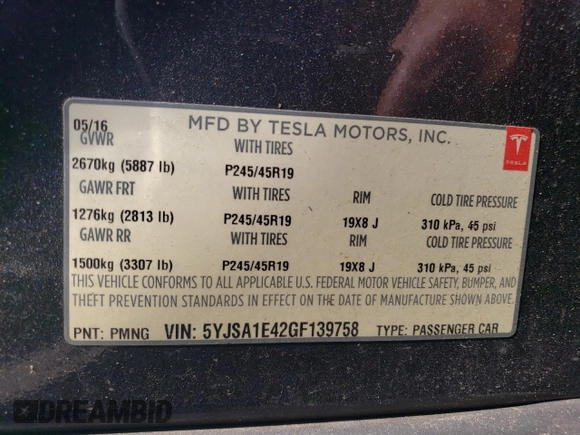 05/16 MFD BY TESLA MOTORS, INC.
GVWR WITH TIRES
TESLA
2670kg (5887 lb) P245/45R19
GAWR FRT WITH TIRES RIM COLD TIRE PRESSURE
1276kg (2813 lb) P245/45R19 19X8 J 310 kPa, 45 psi
GAWR RR WITH TIRES RIM COLD TIRE PRESSURE
1500kg (3307 lb) P245/45R19 19X8 J 310 kPa, 45 psi
THIS VEHICLE CONFORMS TO ALL APPLICABLE U.S. FEDERAL MOTOR VEHICLE SAFETY, BUMPER, AND
THEFT PREVENTION STANDARDS IN EFFECT ON THE DATE OF MANUFACTURE SHOWN ABOVE.
PNT: PMNG VIN: 5YJSA1E42GF139758 TYPE: PASSENGER CAR
DREAMBID